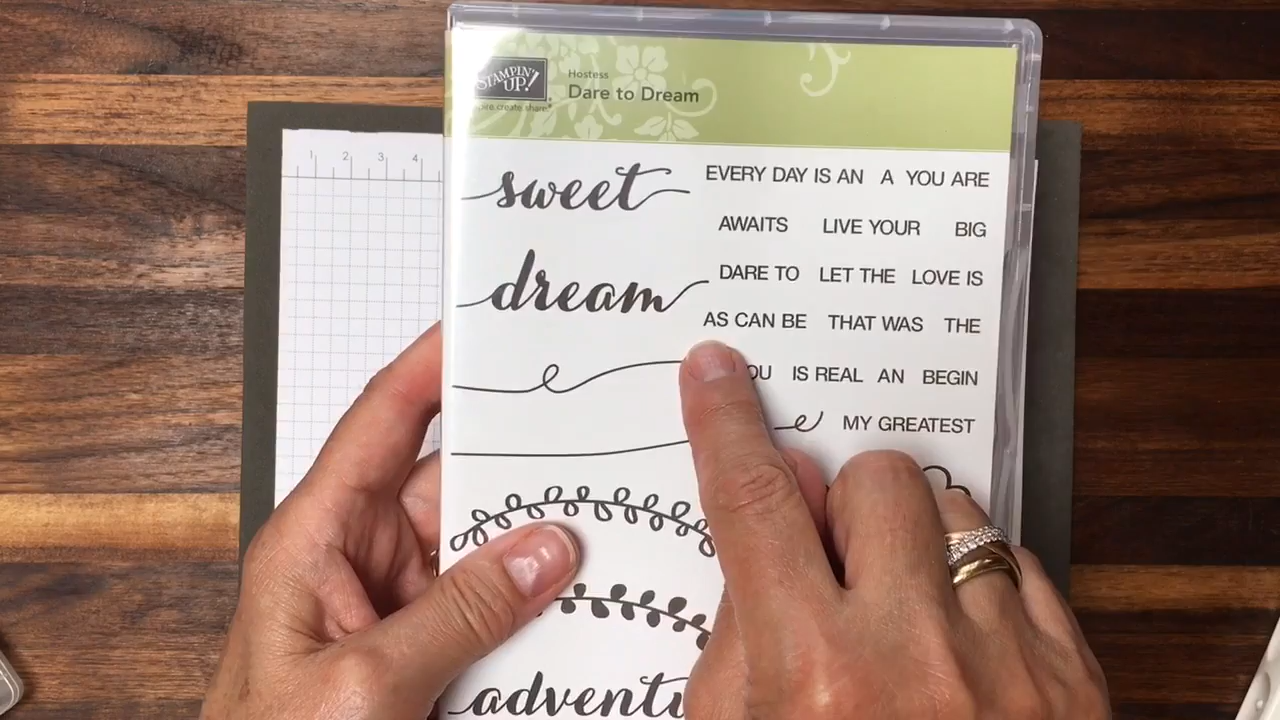 1 2 3 4
STAMPIN' UP!
Hostess
Dare to Dream
create share
sweet
EVERY DAY IS AN A YOU ARE
AWAITS LIVE YOUR BIG
dream
DARE TO LET THE LOVE IS
AS CAN BE THAT WAS THE
IS REAL AN BEGIN
MY GREATEST